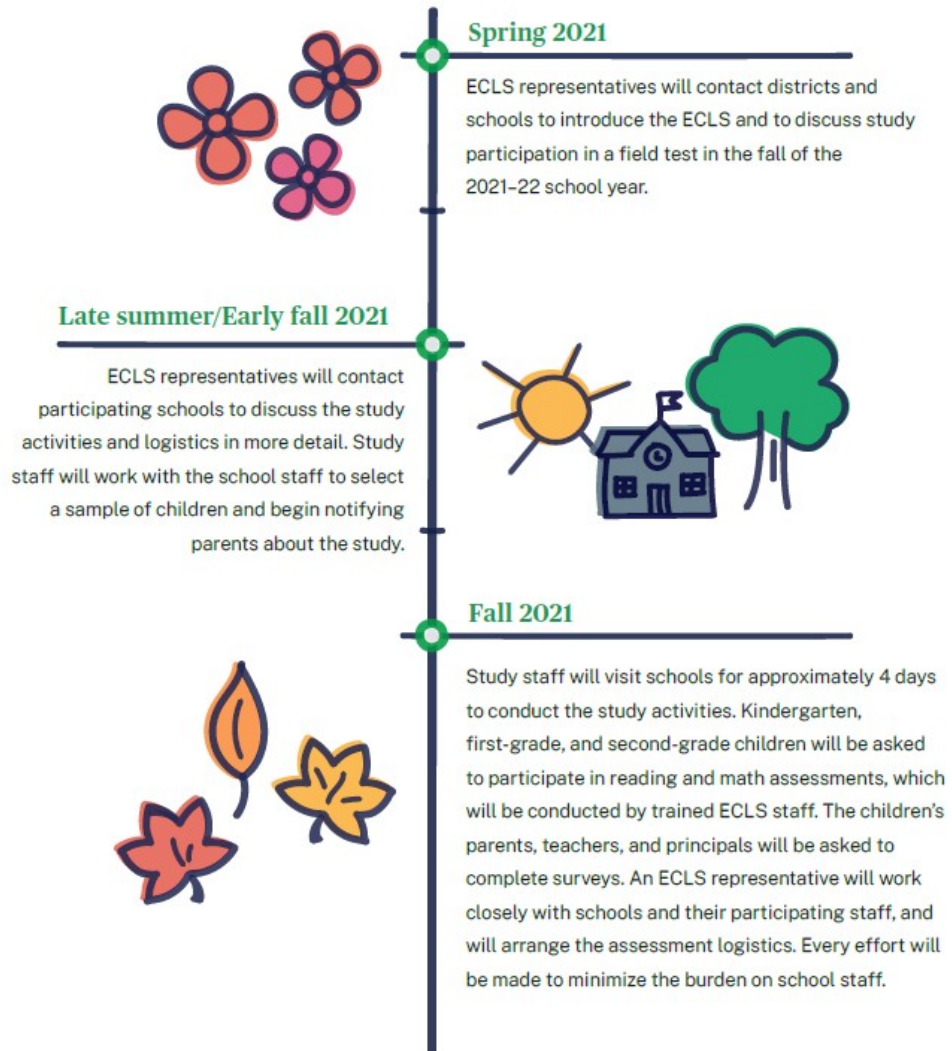 Spring 2021
ECLS representatives will contact districts and
schools to introduce the ECLS and to discuss study
participation in a field test in the fall of the
2021–22 school year.
Late summer/Early fall 2021
ECLS representatives will contact
participating schools to discuss the study
activities and logistics in more detail. Study
staff will work with the school staff to select
a sample of children and begin notifying
parents about the study.
Fall 2021
Study staff will visit schools for approximately 4 days
to conduct the study activities. Kindergarten,
first-grade, and second-grade children will be asked
to participate in reading and math assessments, which
will be conducted by trained ECLS staff. The children’s
parents, teachers, and principals will be asked to
complete surveys. An ECLS representative will work
closely with schools and their participating staff, and
will arrange the assessment logistics. Every effort will
be made to minimize the burden on school staff.